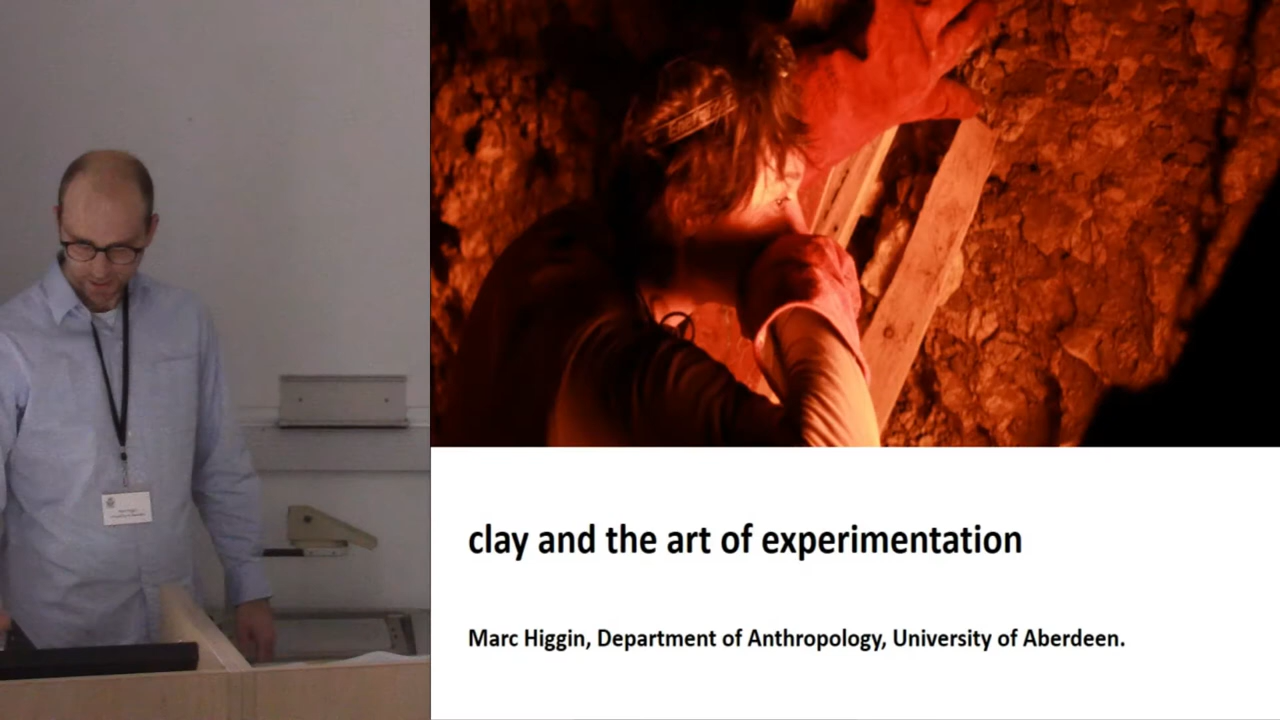 clay and the art of experimentation
Marc Higgin, Department of Anthropology, University of Aberdeen.